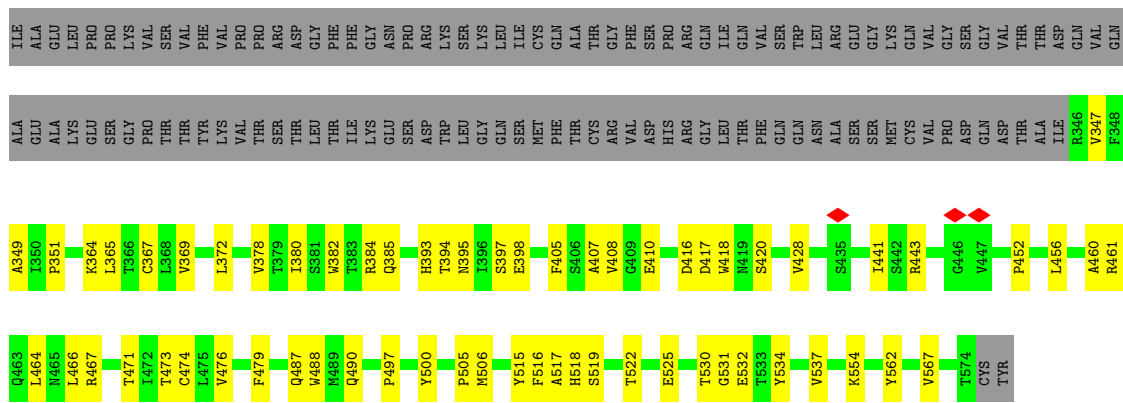 ILE ALA GLU LEU PRO PRO LYS VAL SER VAL PHE VAL PRO PRO ARG ASP GLY PHE PHE GLY ASN PRO ARG LYS SER LYS LEU ILE CYS GLN ALA THR GLY PHE SER PRO ARG GLN ILE GLN VAL SER TRP LEU ARG GLU GLY LYS GLN VAL GLY SER GLY VAL THR THR ASP GLN VAL GLN
ALA GLU ALA LYS GLU SER GLY PRO THR THR TYR LYS VAL THR SER THR LEU THR ILE LYS GLU SER ASP TRP LEU GLY GLN SER MET PHE THR CYS ARG VAL ASP HIS ARG GLY LEU THR PHE GLN GLN ASN ALA SER SER MET CYS VAL PRO ASP GLN ASP THR ALA ILE R346 V347 F348
A349 I350 P351 K364 L365 T366 C367 L368 V369 L372 V378 T379 I380 S381 W382 T383 R384 Q385 H393 T394 N395 I396 S397 E398 F405 S406 A407 V408 G409 E410 D416 D417 W418 N419 S420 V428 S435 I441 S442 R443 G446 V447 P452 L456 A460 R461
Q463 L464 N465 L466 R467 T471 I472 T473 C474 L475 V476 F479 Q487 W488 M489 Q490 P497 Y500 P505 M506 Y515 F516 A517 H518 S519 T522 E525 T530 G531 E532 T533 Y534 V537 K554 Y562 V567 T574 CYS TYR